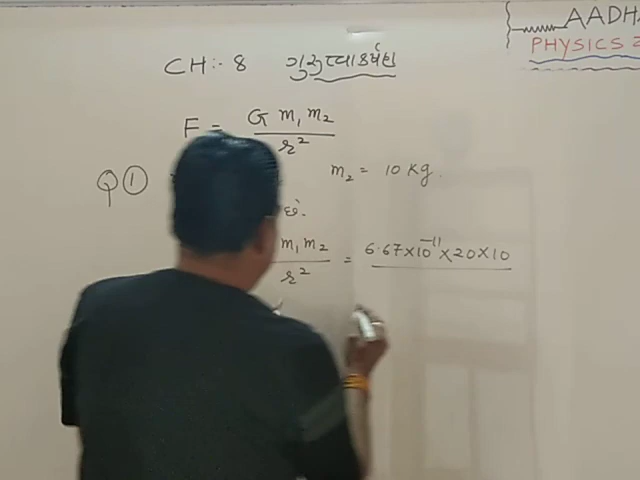 AADHA
PHYSICS
CH:- 8 ગુરુત્વાકર્ષણ
F = G m₁ m₂ / r²
Q ① m₂ = 10 kg.
છે.
m₁ m₂ / r² = 6.67×10⁻¹¹×20×10